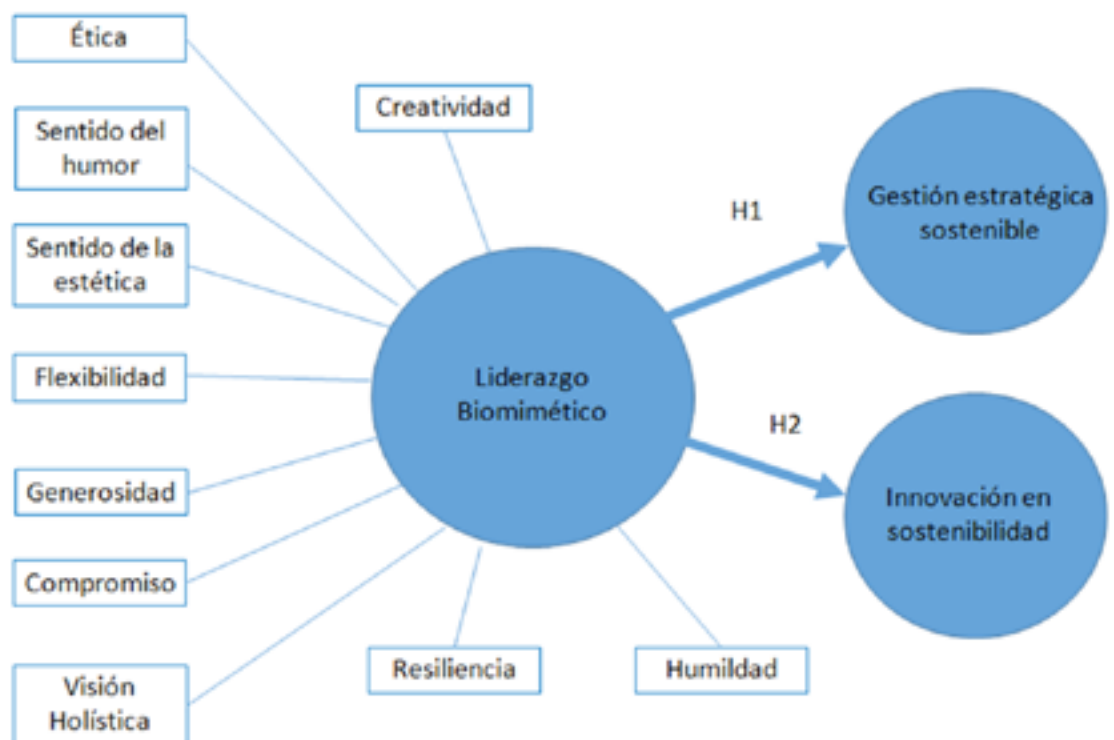 Ética
Creatividad
Sentido del
humor
Sentido de la
estética
Flexibilidad
Generosidad
Compromiso
Visión
Holística
Resiliencia
Humildad
Liderazgo
Biomimético
H1
H2
Gestión estratégica
sostenible
Innovación en
sostenibilidad